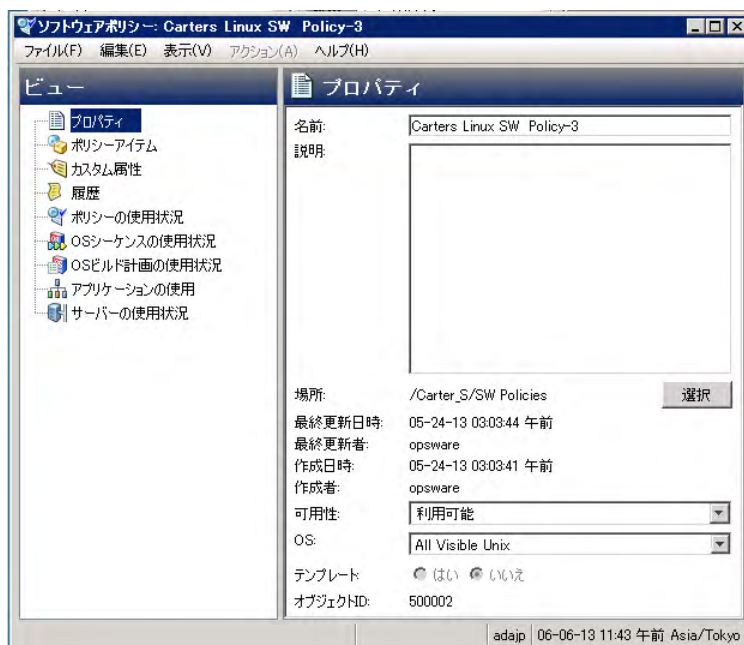 ソフトウェアポリシー: Carters Linux SW Policy-3
ファイル(F) 編集(E) 表示(V) アクション(A) ヘルプ(H)
ビュー
プロパティ
ポリシーアイテム
カスタム属性
履歴
ポリシーの使用状況
OSシーケンスの使用状況
OSビルド計画の使用状況
アプリケーションの使用
サーバーの使用状況
プロパティ
名前: Carters Linux SW Policy-3
説明:
場所: /Carter_S/SW Policies 選択
最終更新日時: 05-24-13 03:03:44 午前
最終更新者: opsware
作成日時: 05-24-13 03:03:41 午前
作成者: opsware
可用性: 利用可能
OS: All Visible Unix
テンプレート はい いいえ
オブジェクトID: 500002
adajp 06-06-13 11:43 午前 Asia/Tokyo